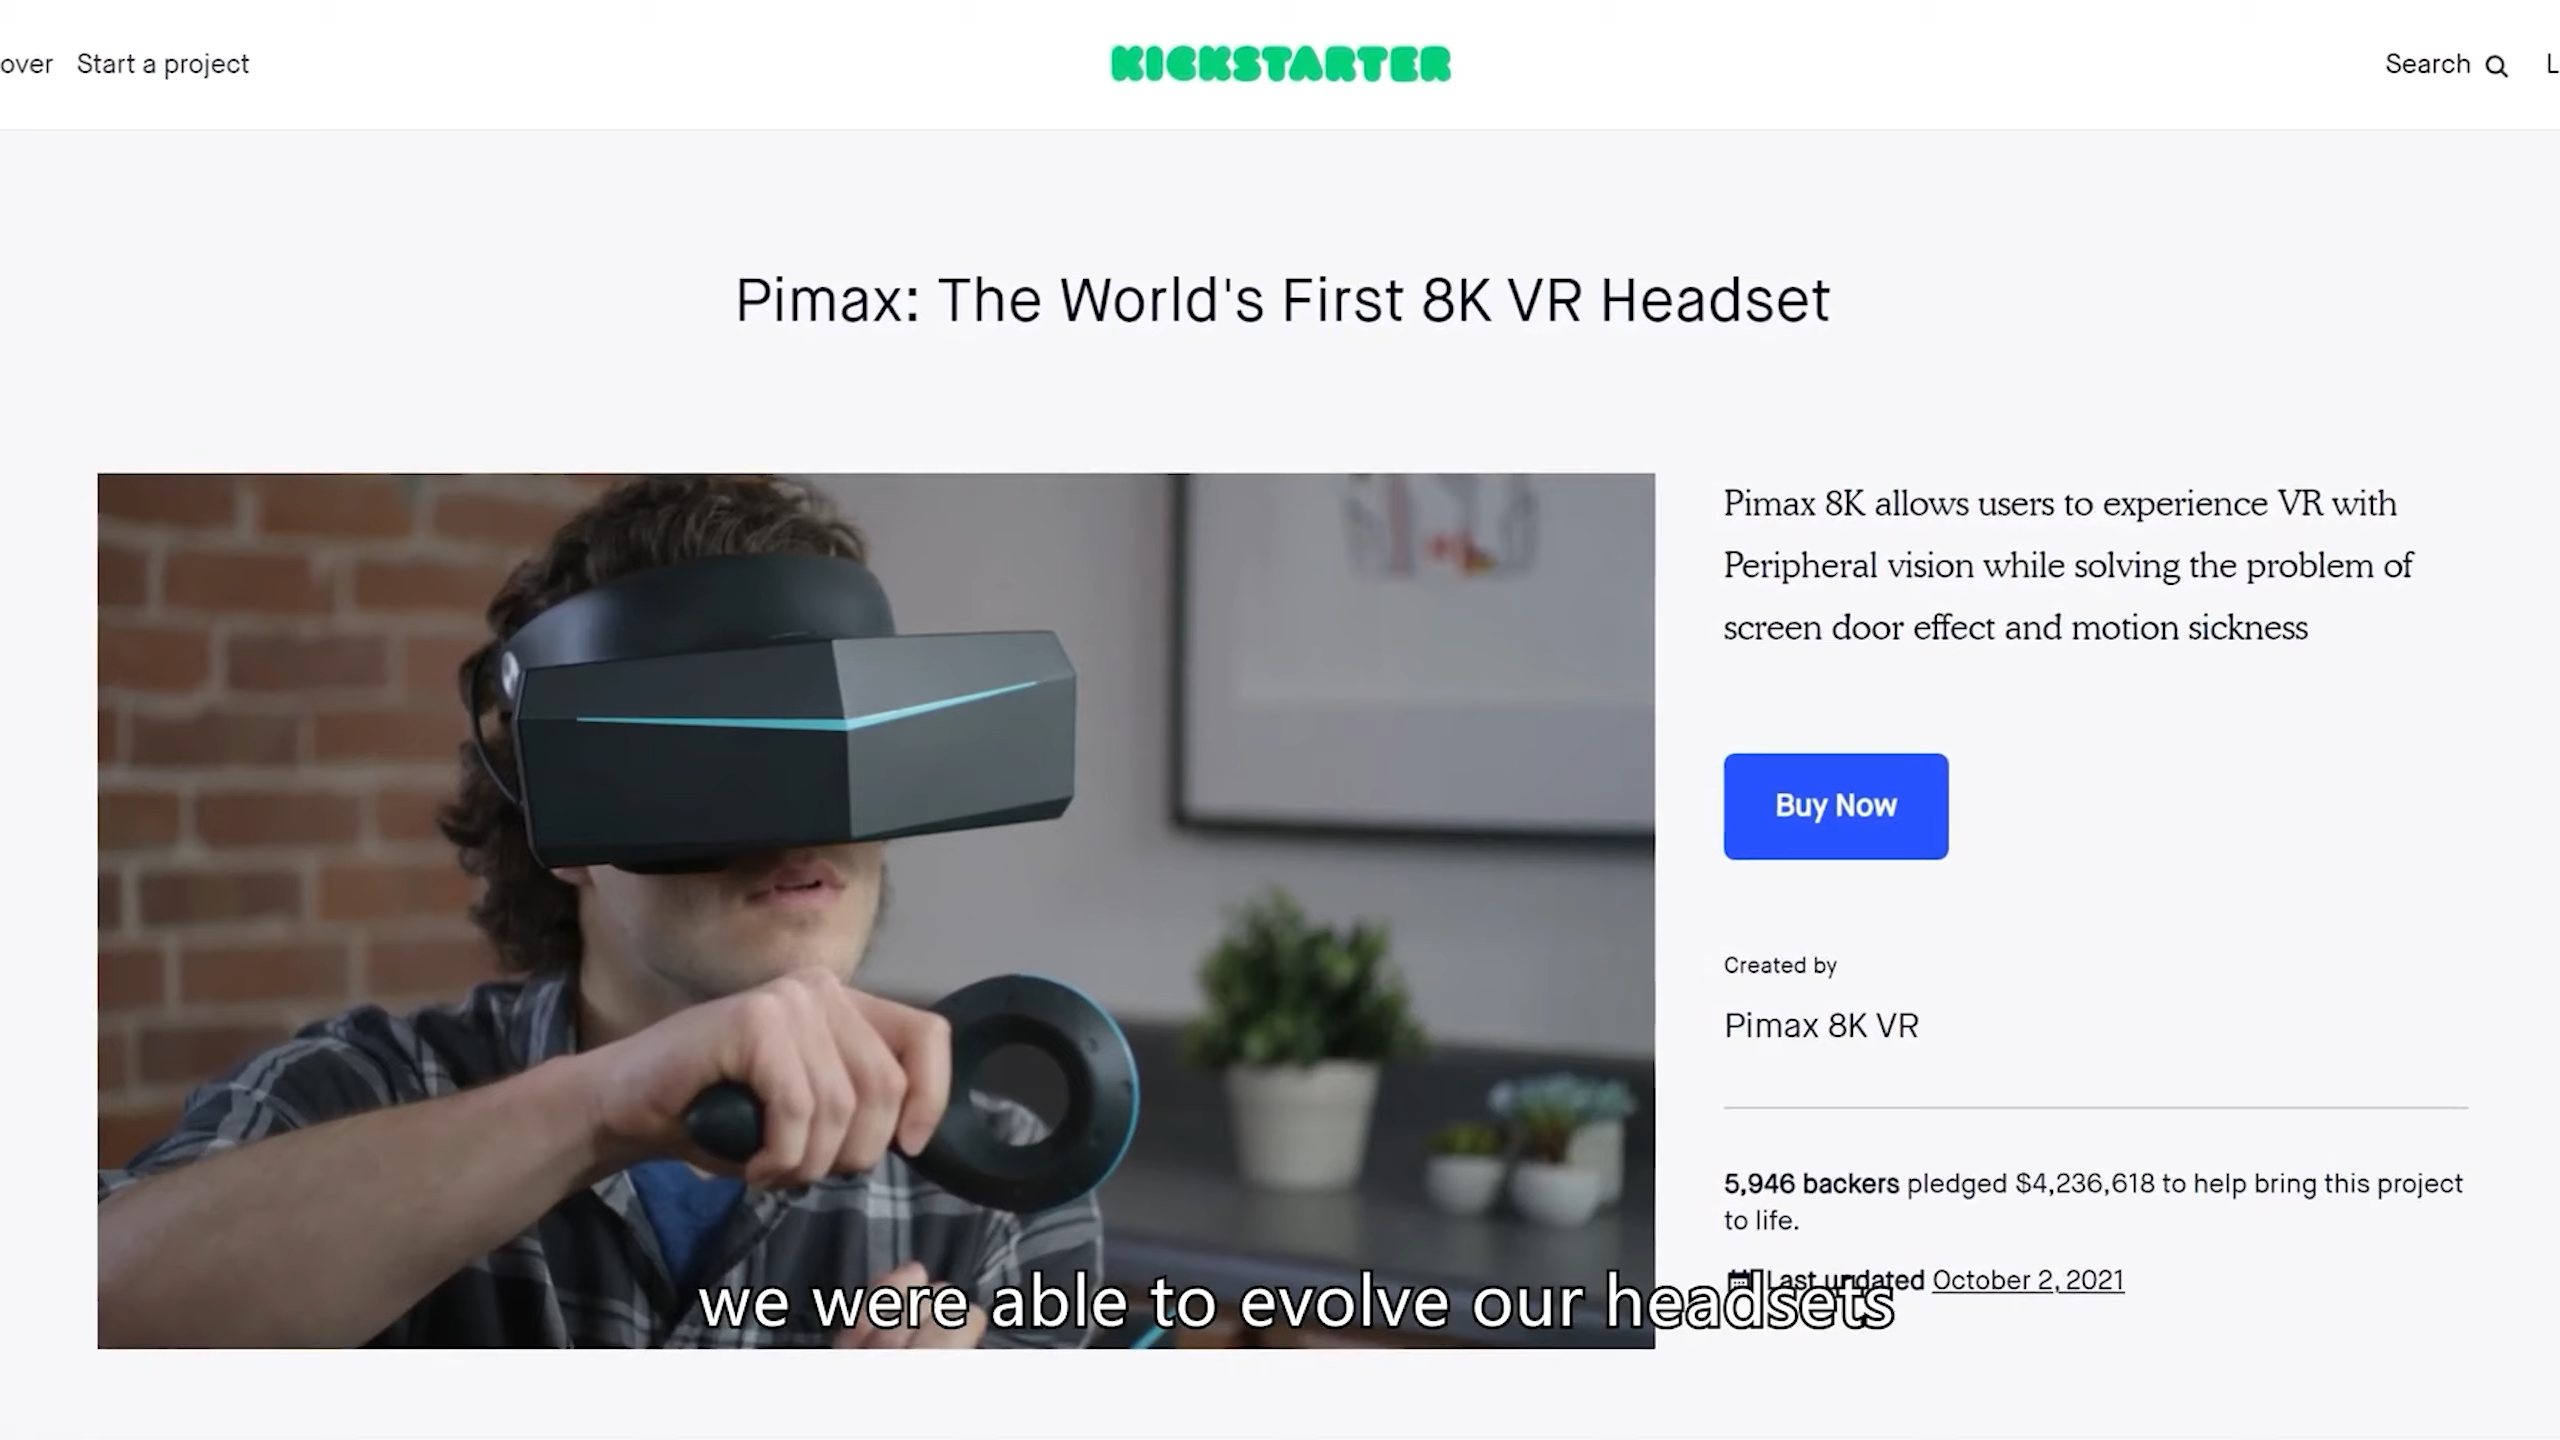 over Start a project
KICKSTARTER
Search
L
Pimax: The World's First 8K VR Headset
Pimax 8K allows users to experience VR with
Peripheral vision while solving the problem of
screen door effect and motion sickness
Buy Now
Created by
Pimax 8K VR
5,946 backers pledged $4,236,618 to help bring this project
to life.
Last updated October 2, 2021
we were able to evolve our headsets